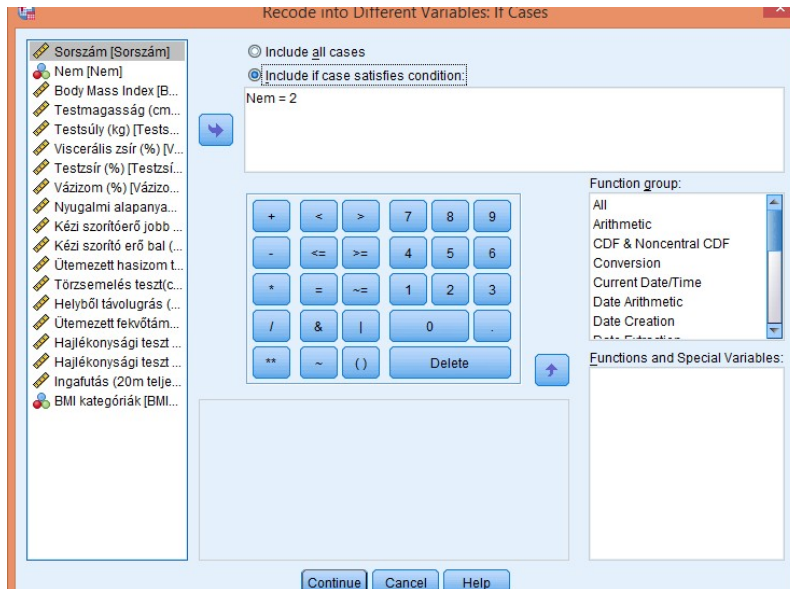 Recode into Different Variables: If Cases
Sorszám [Sorszám]
Nem [Nem]
Body Mass Index [B...
Testmagasság (cm...
Testsúly (kg) [Tests...
Viscerális zsír (%) [V...
Testzsír (%) [Testzsí...
Vázizom (%) [Vázizo...
Nyugalmi alapanya...
Kézi szorítóerő jobb ...
Kézi szorító erő bal (...
Ütemezett hasizom t...
Törzsemelés teszt(c...
Helyből távolugrás (...
Ütemezett fekvőtám...
Hajlékonysági teszt ...
Hajlékonysági teszt ...
Ingafutás (20m telje...
BMI kategóriák [BMI...
Include all cases
Include if case satisfies condition:
Nem = 2
+ < > 7 8 9
- <= >= 4 5 6
* = ~= 1 2 3
/ & | 0 .
** ~ ( ) Delete
Function group:
All
Arithmetic
CDF & Noncentral CDF
Conversion
Current Date/Time
Date Arithmetic
Date Creation
Date Extraction
Functions and Special Variables:
Continue Cancel Help